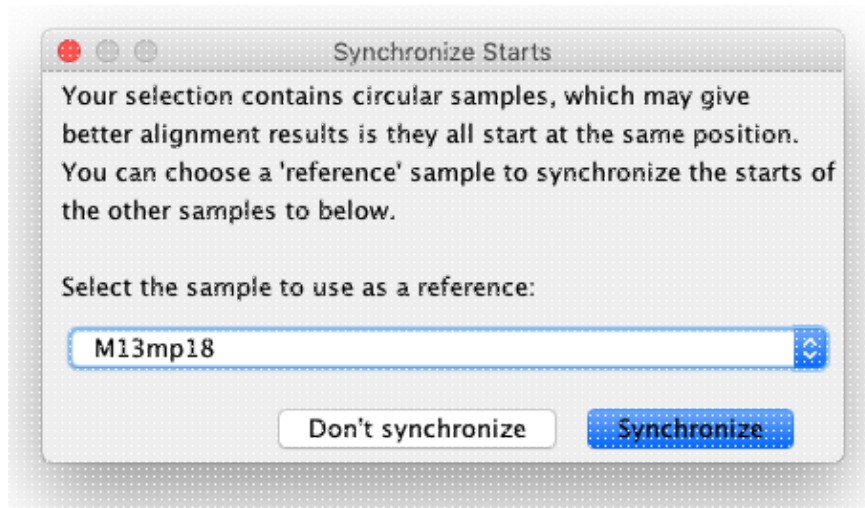 Synchronize Starts
Your selection contains circular samples, which may give
better alignment results is they all start at the same position.
You can choose a 'reference' sample to synchronize the starts of
the other samples to below.
Select the sample to use as a reference:
M13mp18
Don't synchronize
Synchronize